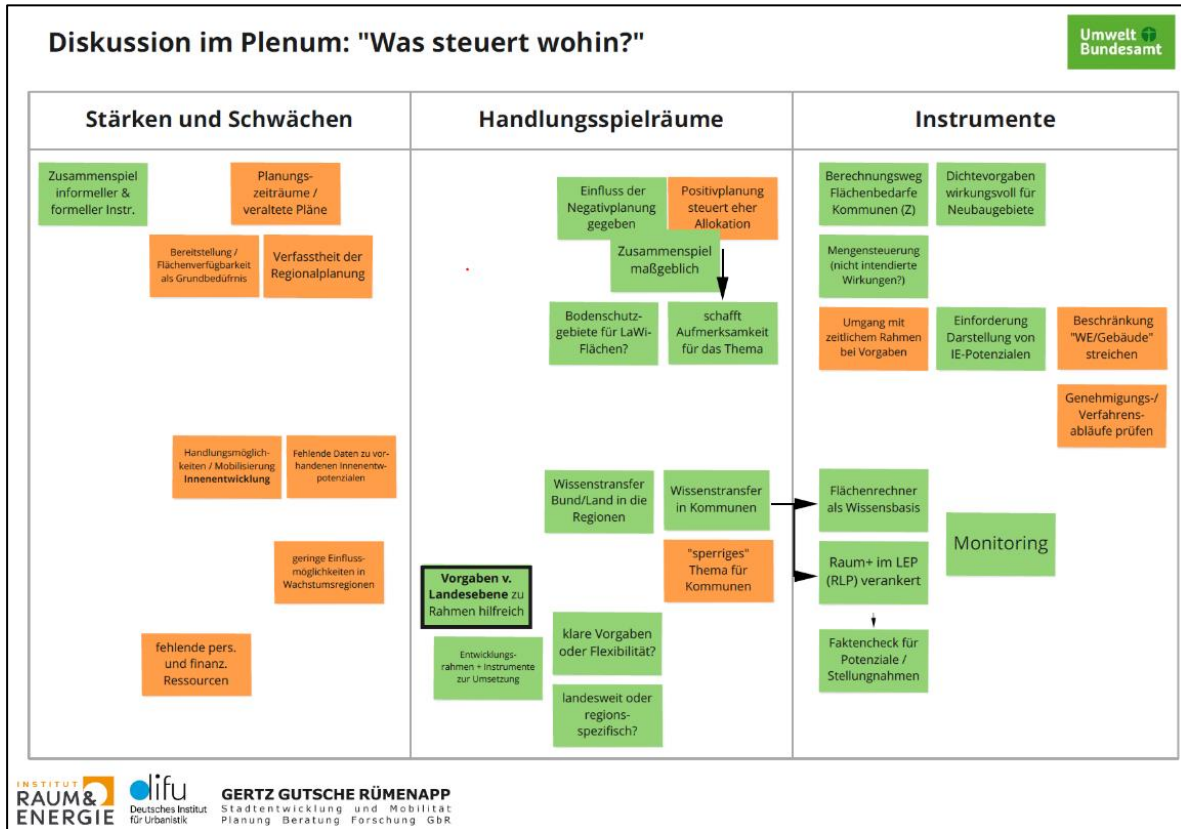 Diskussion im Plenum: "Was steuert wohin?"
Umwelt
Bundesamt
Stärken und Schwächen
Zusammenspiel
informeller &
formeller Instr.
Planungs-
zeiträume /
veraltete Pläne
Bereitstellung /
Flächenverfügbarkeit
als Grundbedüfrnis
Verfasstheit der
Regionalplanung
Handlungsmöglich-
keiten / Mobilisierung
Innenentwicklung
Fehlende Daten zu vor-
handenen Innenentw-
potenzialen
geringe Einfluss-
möglichkeiten in
Wachstumsregionen
fehlende pers.
und finanz.
Ressourcen
Handlungsspielräume
Einfluss der
Negativplanung
gegeben
Positivplanung
steuert eher
Allokation
Zusammenspiel
maßgeblich
Bodenschutz-
gebiete für LaWi-
Flächen?
schafft
Aufmerksamkeit
für das Thema
Wissenstransfer
Bund/Land in die
Regionen
Wissenstransfer
in Kommunen
"sperriges"
Thema für
Kommunen
Vorgaben v.
Landesebene zu
Rahmen hilfreich
klare Vorgaben
oder Flexibilität?
Entwicklungs-
rahmen + Instrumente
zur Umsetzung
landesweit oder
regions-
spezifisch?
Instrumente
Berechnungsweg
Flächenbedarfe
Kommunen (Z)
Dichtevorgaben
wirkungsvoll für
Neubaugebiete
Mengensteuerung
(nicht intendierte
Wirkungen?)
Umgang mit
zeitlichem Rahmen
bei Vorgaben
Einforderung
Darstellung von
IE-Potenzialen
Beschränkung
"WE/Gebäude"
streichen
Genehmigungs-/
Verfahrens-
abläufe prüfen
Flächenrechner
als Wissensbasis
Monitoring
Raum+ im LEP
(RLP) verankert
Faktencheck für
Potenziale /
Stellungnahmen
INSTITUT
RAUM&
ENERGIE
difu
Deutsches Institut
für Urbanistik
GERTZ GUTSCHE RÜMENAPP
Stadtentwicklung und Mobilität
Planung Beratung Forschung GbR